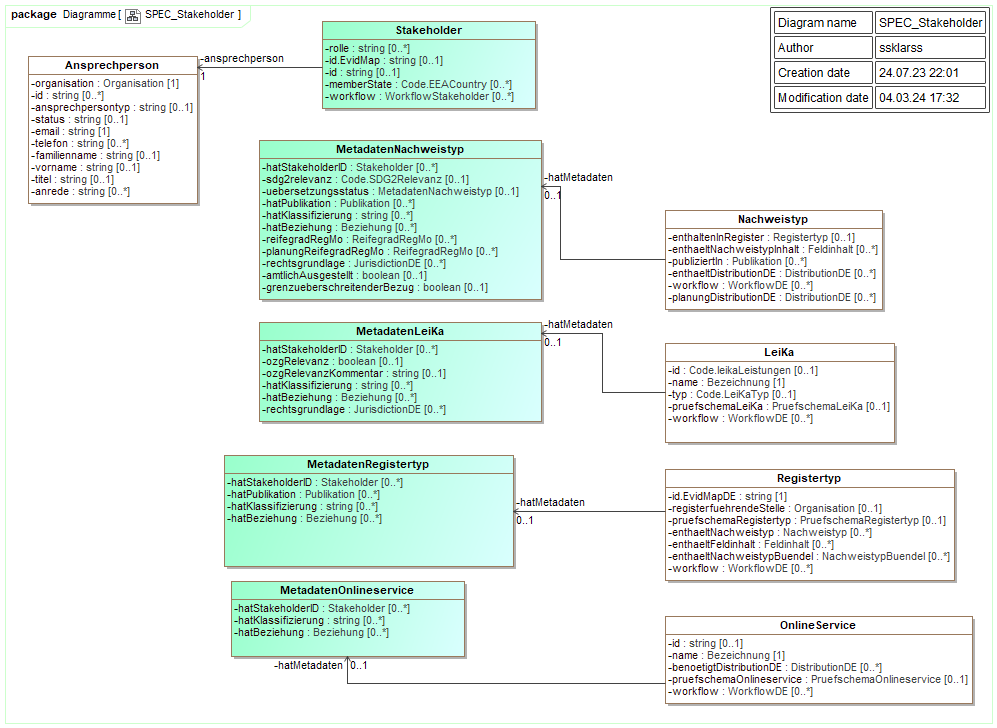 package Diagramme [ SPEC_Stakeholder ]
Diagram name SPEC_Stakeholder
Author ssklarss
Creation date 24.07.23 22:01
Modification date 04.03.24 17:32
Stakeholder
-rolle : string [0..*]
-id.EvidMap : string [0..1]
-id : string [0..1]
-memberState : Code.EEACountry [0..*]
-workflow : WorkflowStakeholder [0..*]
-ansprechperson
1
Ansprechperson
-organisation : Organisation [1]
-id : string [0..*]
-ansprechpersontyp : string [0..1]
-status : string [0..1]
-email : string [1]
-telefon : string [0..*]
-familienname : string [0..1]
-vorname : string [0..1]
-titel : string [0..1]
-anrede : string [0..*]
MetadatenNachweistyp
-hatStakeholderID : Stakeholder [0..*]
-sdg2relevanz : Code.SDG2Relevanz [0..1]
-uebersetzungsstatus : MetadatenNachweistyp [0..1]
-hatPublikation : Publikation [0..*]
-hatKlassifizierung : string [0..*]
-hatBeziehung : Beziehung [0..*]
-reifegradRegMo : ReifegradRegMo [0..*]
-planungReifegradRegMo : ReifegradRegMo [0..*]
-rechtsgrundlage : JurisdictionDE [0..*]
-amtlichAusgestellt : boolean [0..1]
-grenzueberschreitenderBezug : boolean [0..1]
-hatMetadaten
0..1
Nachweistyp
-enthaltenInRegister : Registertyp [0..1]
-enthaeltNachweistypInhalt : Feldinhalt [0..*]
-publiziertIn : Publikation [0..*]
-enthaeltDistributionDE : DistributionDE [0..*]
-workflow : WorkflowDE [0..*]
-planungDistributionDE : DistributionDE [0..*]
MetadatenLeiKa
-hatStakeholderID : Stakeholder [0..*]
-ozgRelevanz : boolean [0..1]
-ozgRelevanzKommentar : string [0..1]
-hatKlassifizierung : string [0..*]
-hatBeziehung : Beziehung [0..*]
-rechtsgrundlage : JurisdictionDE [0..*]
-hatMetadaten
0..1
LeiKa
-id : Code.leikaLeistungen [0..1]
-name : Bezeichnung [1]
-typ : Code.LeiKaTyp [0..1]
-pruefschemaLeiKa : PruefschemaLeiKa [0..1]
-workflow : WorkflowDE [0..*]
MetadatenRegistertyp
-hatStakeholderID : Stakeholder [0..*]
-hatPublikation : Publikation [0..*]
-hatKlassifizierung : string [0..*]
-hatBeziehung : Beziehung [0..*]
-hatMetadaten
0..1
Registertyp
-id.EvidMapDE : string [1]
-registerfuehrendeStelle : Organisation [0..1]
-pruefschemaRegistertyp : PruefschemaRegistertyp [0..1]
-enthaeltNachweistyp : Nachweistyp [0..*]
-enthaeltFeldinhalt : Feldinhalt [0..*]
-enthaeltNachweistypBuendel : NachweistypBuendel [0..*]
-workflow : WorkflowDE [0..*]
MetadatenOnlineservice
-hatStakeholderID : Stakeholder [0..*]
-hatKlassifizierung : string [0..*]
-hatBeziehung : Beziehung [0..*]
-hatMetadaten 0..1
OnlineService
-id : string [0..1]
-name : Bezeichnung [1]
-benoetigtDistributionDE : DistributionDE [0..*]
-pruefschemaOnlineservice : PruefschemaOnlineservice [0..1]
-workflow : WorkflowDE [0..*]